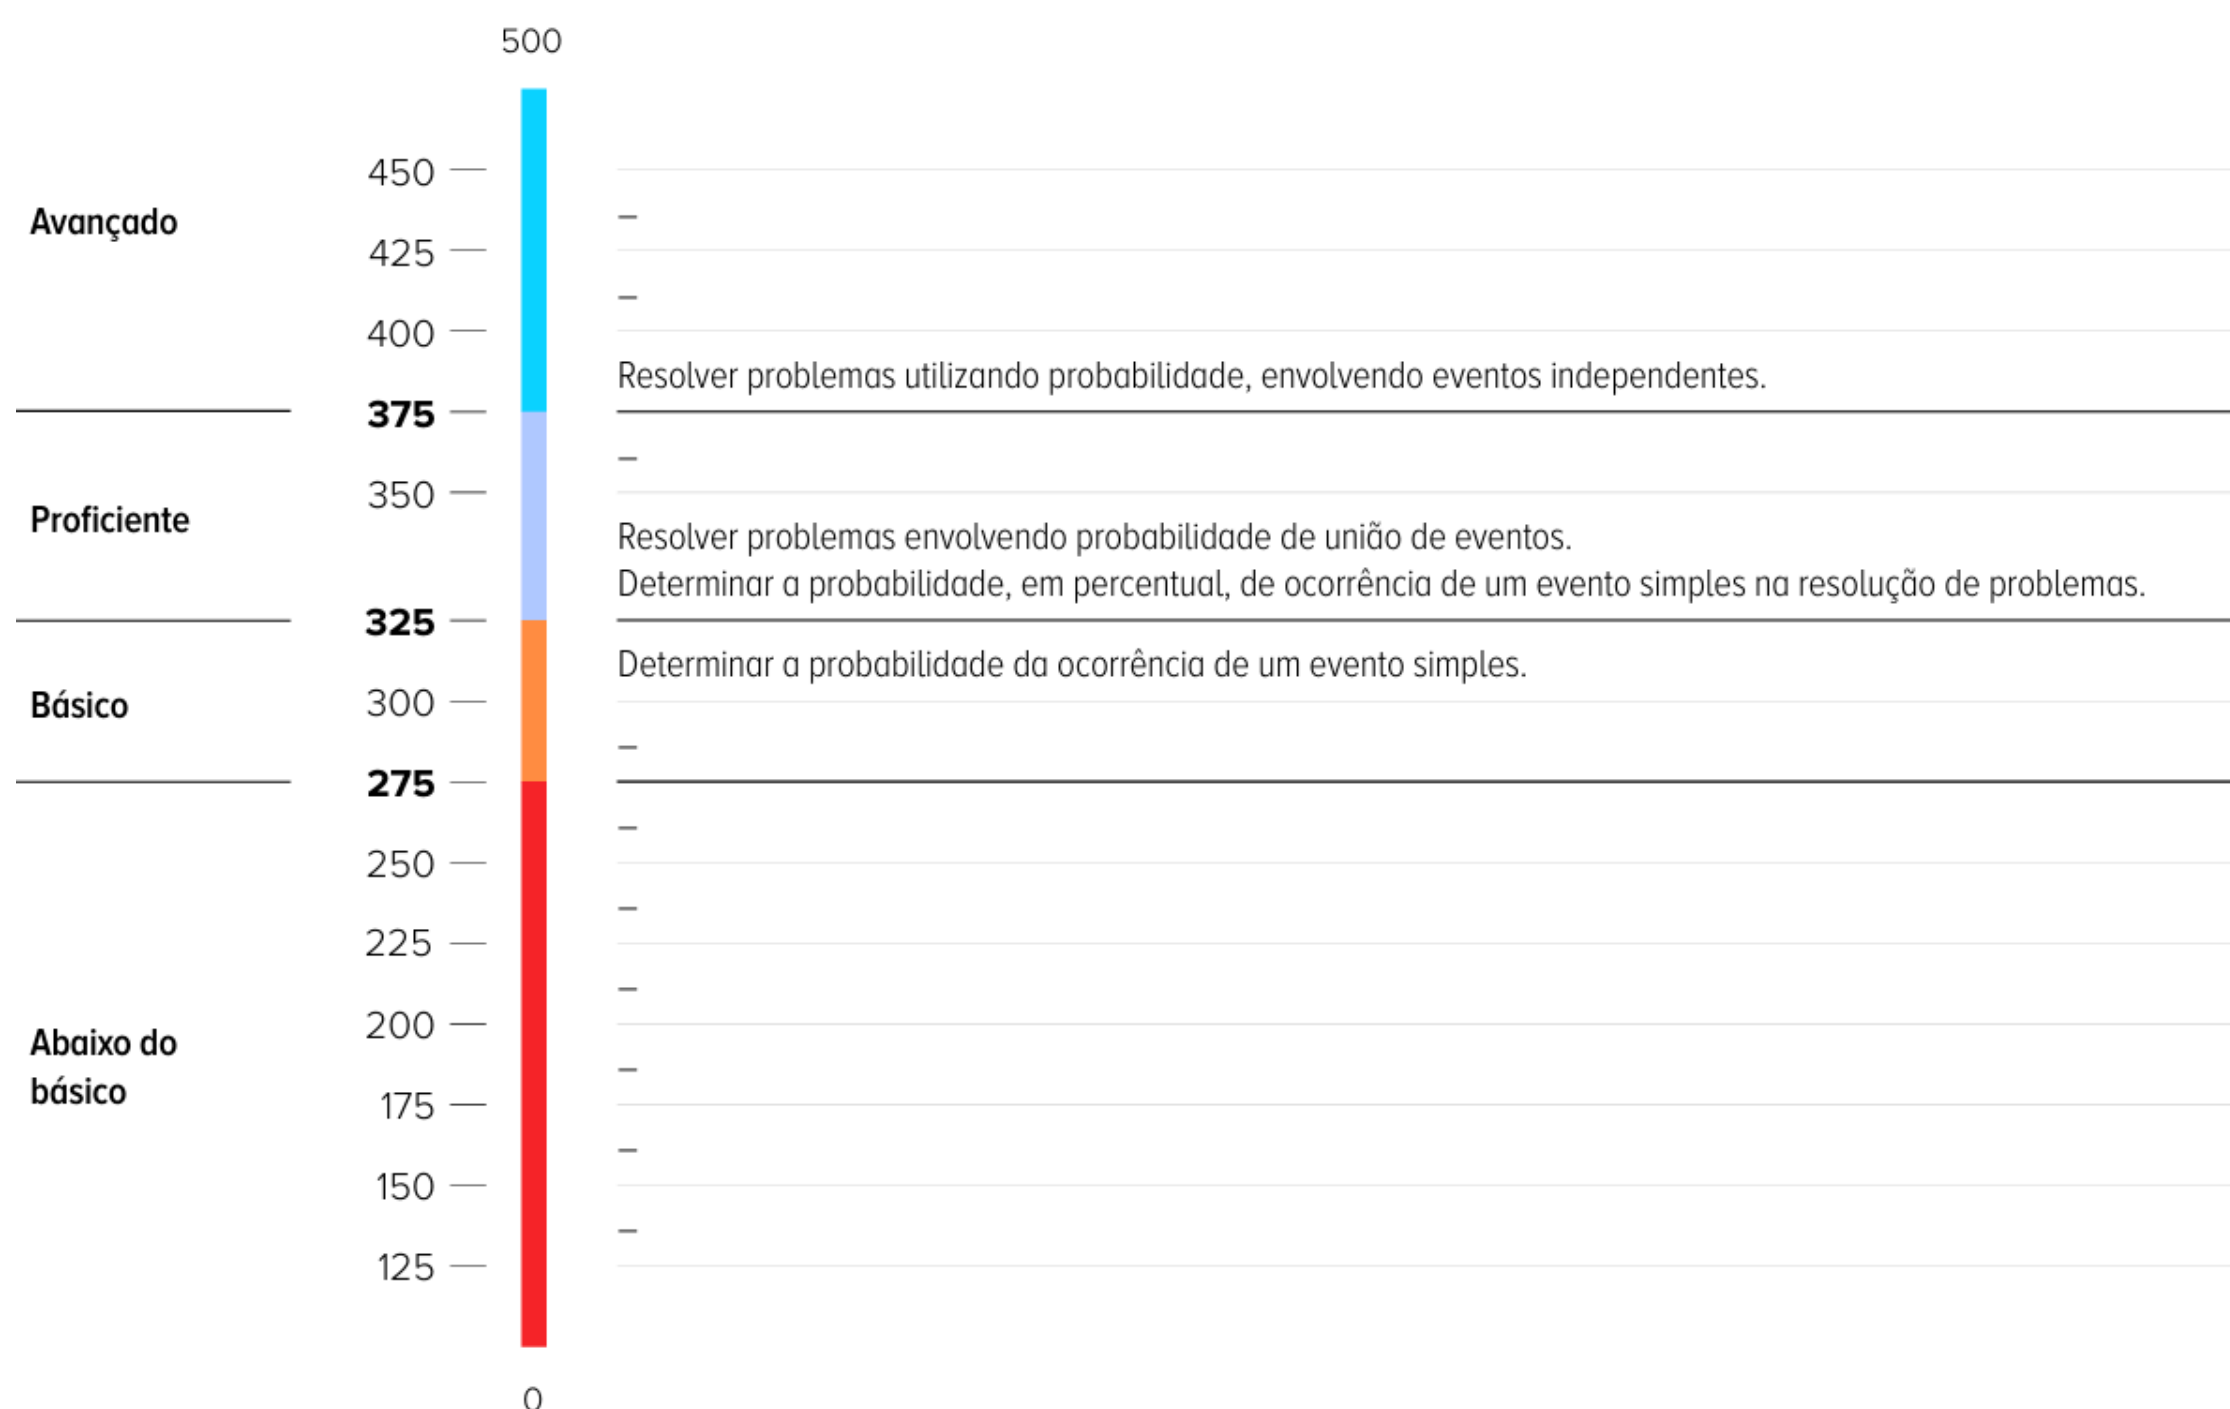 500
450
Avançado
–
425
–
400
Resolver problemas utilizando probabilidade, envolvendo eventos independentes.
375
–
350
Proficiente
Resolver problemas envolvendo probabilidade de união de eventos.
Determinar a probabilidade, em percentual, de ocorrência de um evento simples na resolução de problemas.
325
Determinar a probabilidade da ocorrência de um evento simples.
300
Básico
–
275
–
250
–
225
–
200
Abaixo do
básico
–
175
–
150
–
125
0